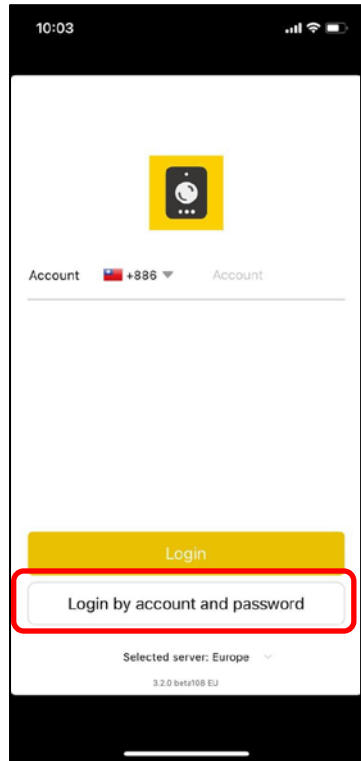 10:03
Account +886 Account
Login
Login by account and password
Selected server: Europe
3.2.0 beta108 EU